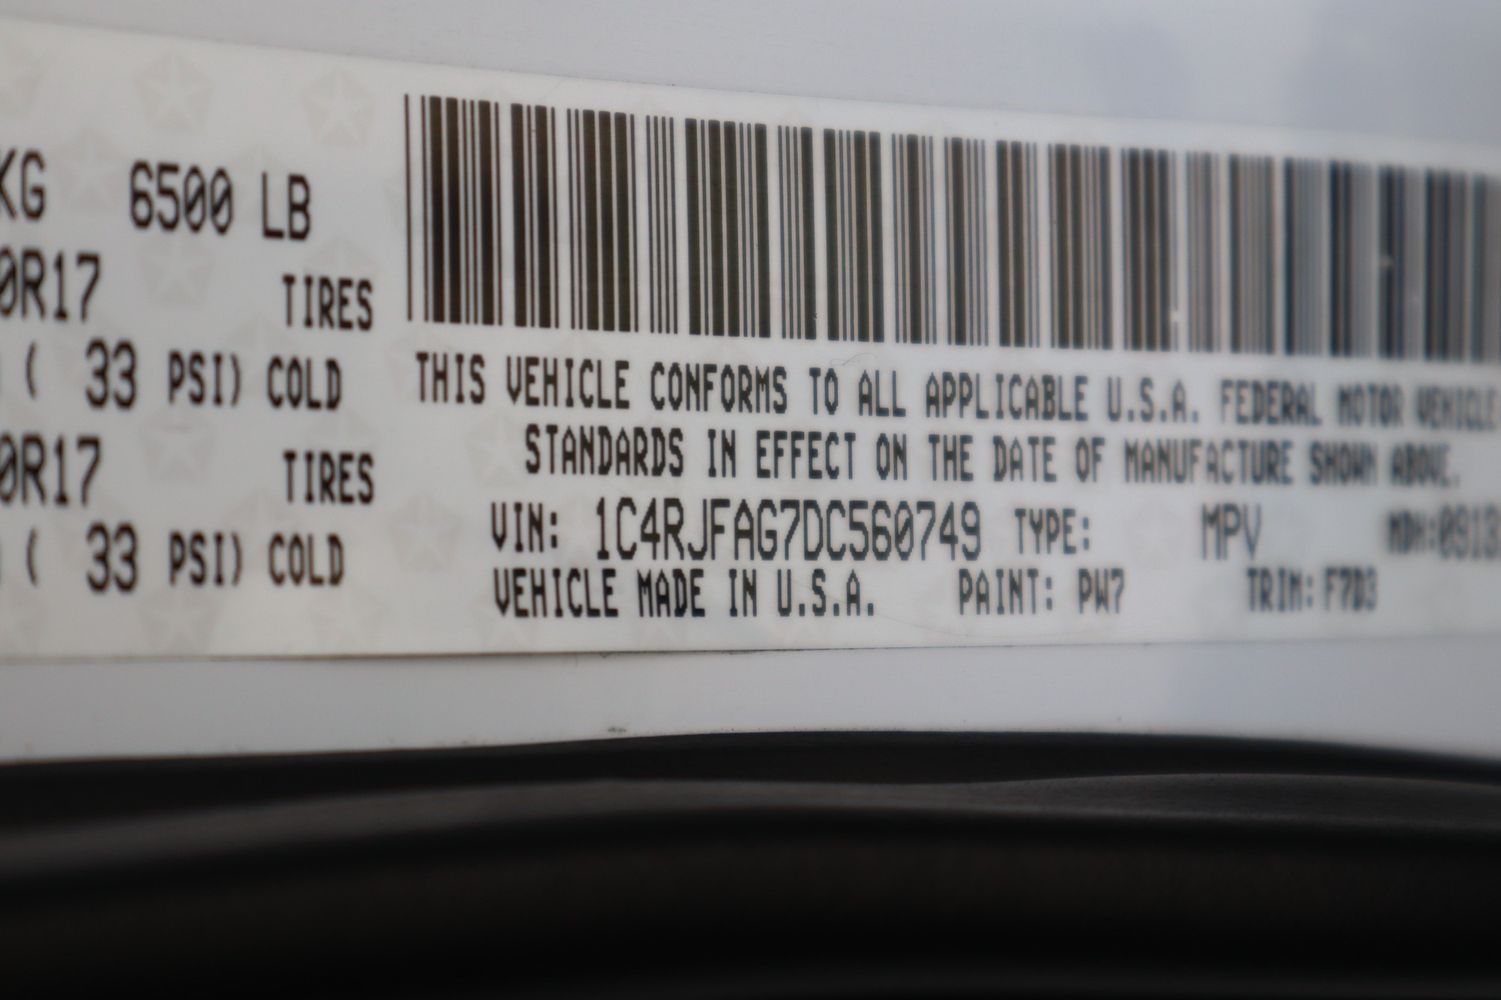 KG 6500 LB
0R17 TIRES
( 33 PSI) COLD
0R17 TIRES
( 33 PSI) COLD
THIS VEHICLE CONFORMS TO ALL APPLICABLE U.S.A. FEDERAL MOTOR VEHICLE
STANDARDS IN EFFECT ON THE DATE OF MANUFACTURE SHOWN ABOVE.
VIN: 1C4RJFAG7DC560749 TYPE: MPV MDH:0913
VEHICLE MADE IN U.S.A. PAINT: PW7 TRIM: F7D3